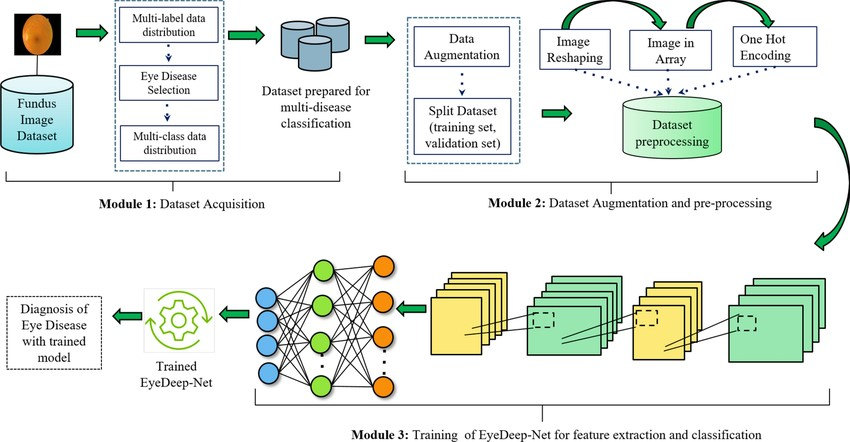 Fundus
Image
Dataset
Multi-label data
distribution
Eye Disease
Selection
Multi-class data
distribution
Dataset prepared for
multi-disease
classification
Module 1: Dataset Acquisition
Data
Augmentation
Split Dataset
(training set,
validation set)
Image
Reshaping
Image in
Array
One Hot
Encoding
Dataset
preprocessing
Module 2: Dataset Augmentation and pre-processing
Diagnosis of
Eye Disease
with trained
model
Trained
EyeDeep-Net
Module 3: Training of EyeDeep-Net for feature extraction and classification